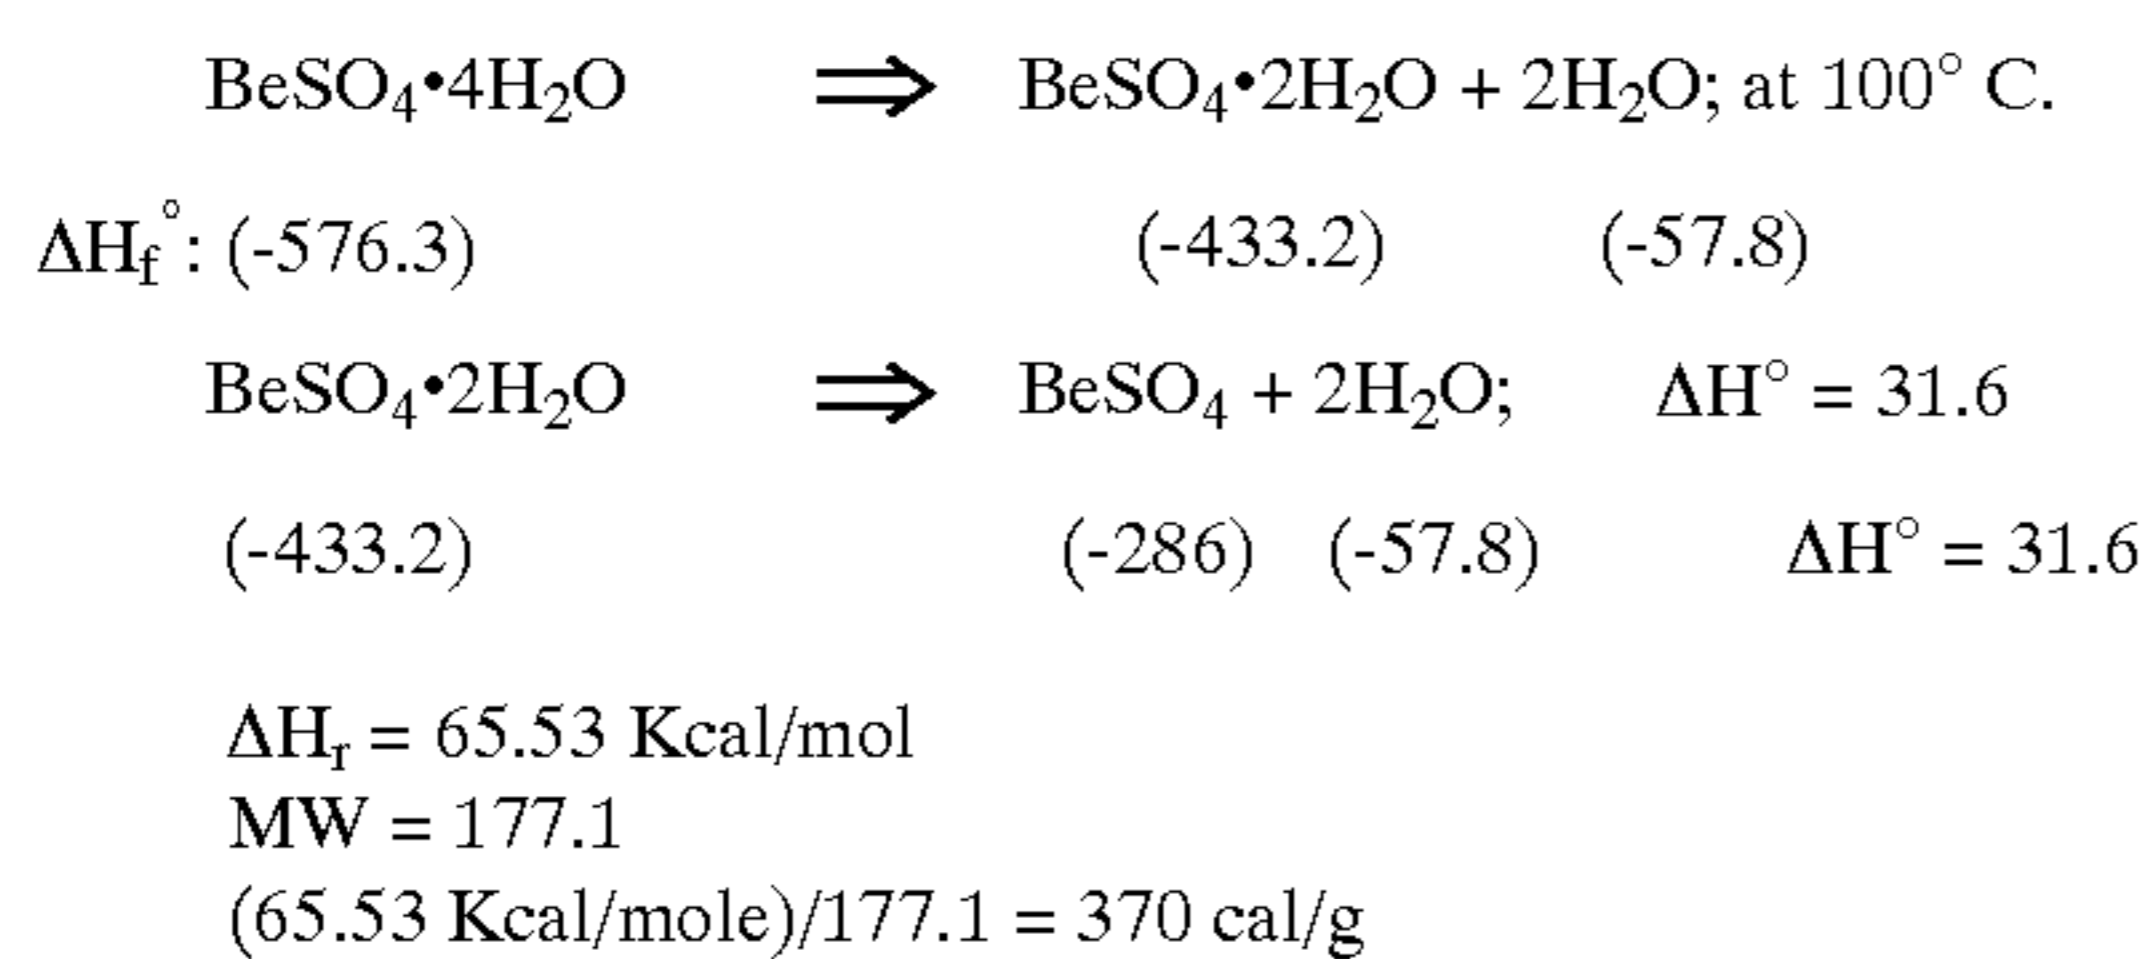 BeSO₄•4H₂O ⇒ BeSO₄•2H₂O + 2H₂O; at 100° C.
ΔH_f°: (-576.3) (-433.2) (-57.8)
BeSO₄•2H₂O ⇒ BeSO₄ + 2H₂O; ΔH° = 31.6
(-433.2) (-286) (-57.8) ΔH° = 31.6
ΔHᵣ = 65.53 Kcal/mol
MW = 177.1
(65.53 Kcal/mole)/177.1 = 370 cal/g